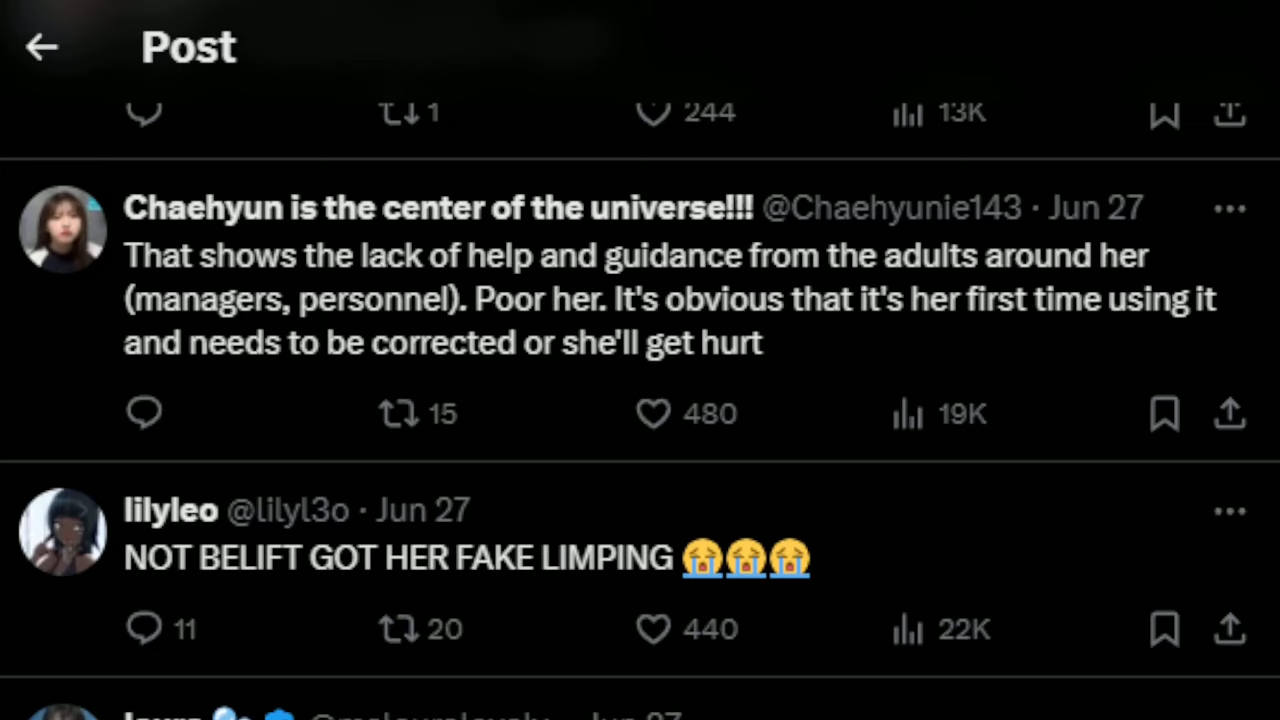 Post
1 244 13K
Chaehyun is the center of the universe!!! @Chaehyunie143 · Jun 27
That shows the lack of help and guidance from the adults around her
(managers, personnel). Poor her. It's obvious that it's her first time using it
and needs to be corrected or she'll get hurt
15 480 19K
lilyleo @lilyl3o · Jun 27
NOT BELIFT GOT HER FAKE LIMPING 😭😭😭
11 20 440 22K